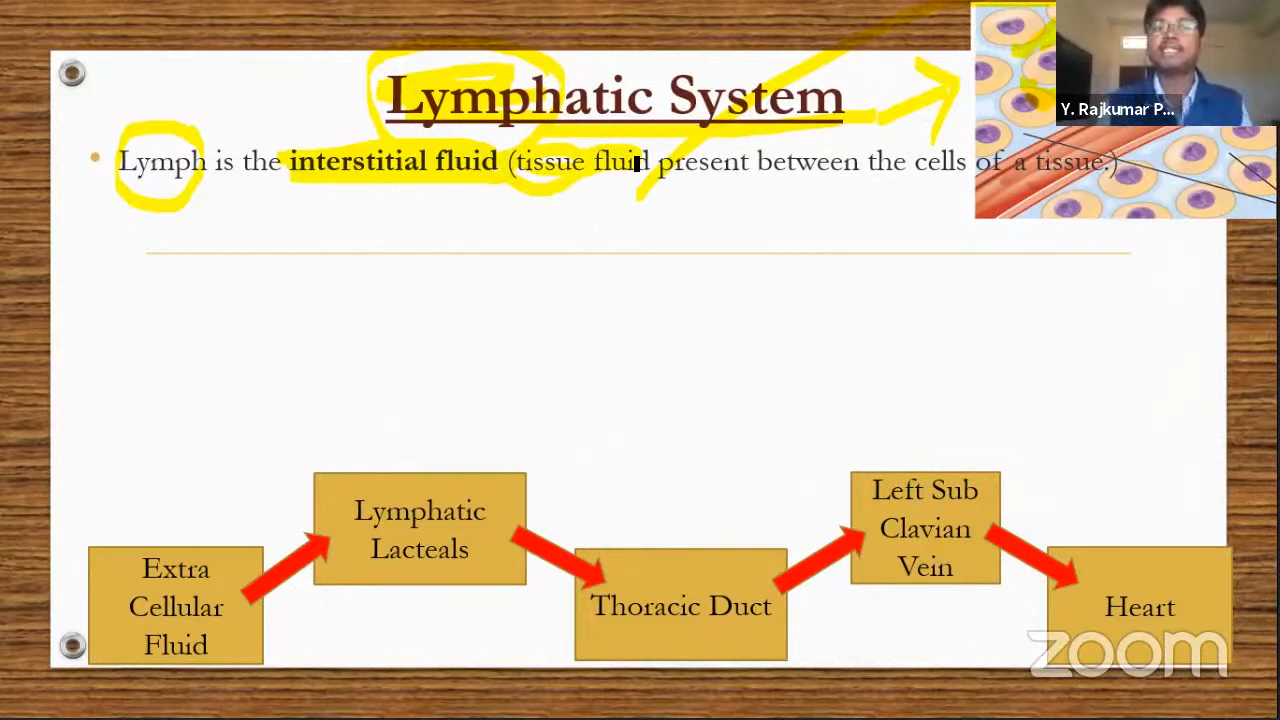 Lymphatic System
Y. Rajkumar P...
• Lymph is the interstitial fluid (tissue fluid present between the cells of a tissue.)
Extra
Cellular
Fluid
Lymphatic
Lacteals
Thoracic Duct
Left Sub
Clavian
Vein
Heart
zoom